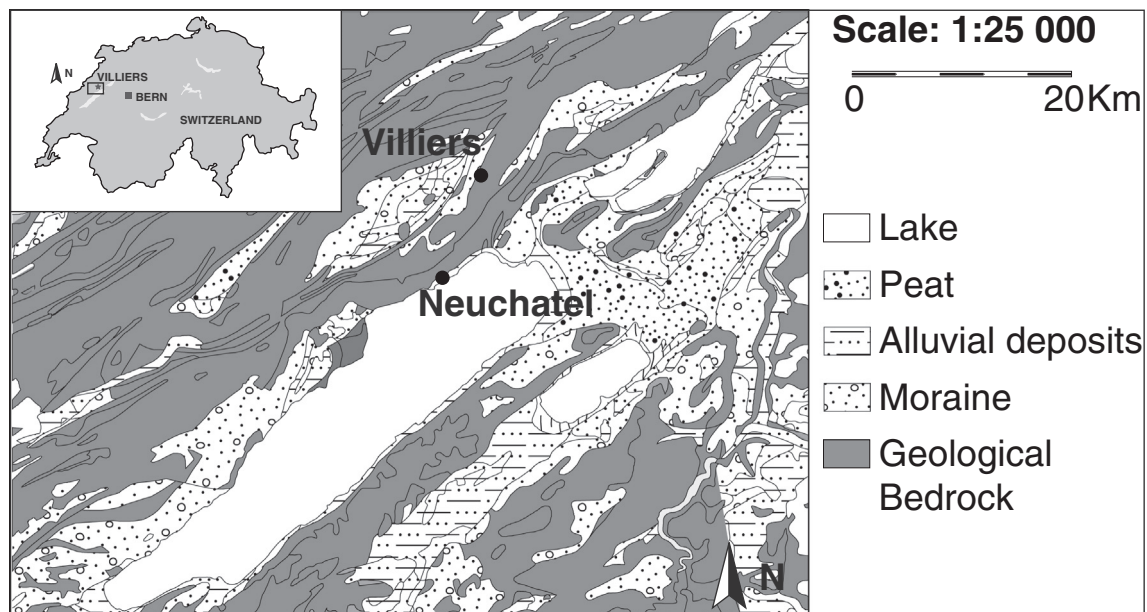 N
VILLIERS
BERN
SWITZERLAND
Villiers
Neuchatel
N
Scale: 1:25 000
0 20Km
Lake
Peat
Alluvial deposits
Moraine
Geological
Bedrock